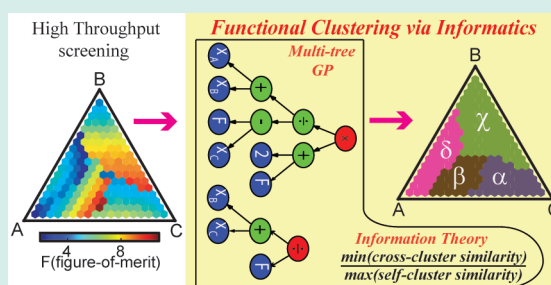 High Throughput
screening
B
A
C
4
8
F(figure-of-merit)
Functional Clustering via Informatics
Multi-tree
GP
X_A
X_B
F
X_C
+
-
÷
2
F
+
×
X_B
X_C
+
÷
F
B
χ
δ
β
α
A
C
Information Theory
min(cross-cluster similarity)
max(self-cluster similarity)